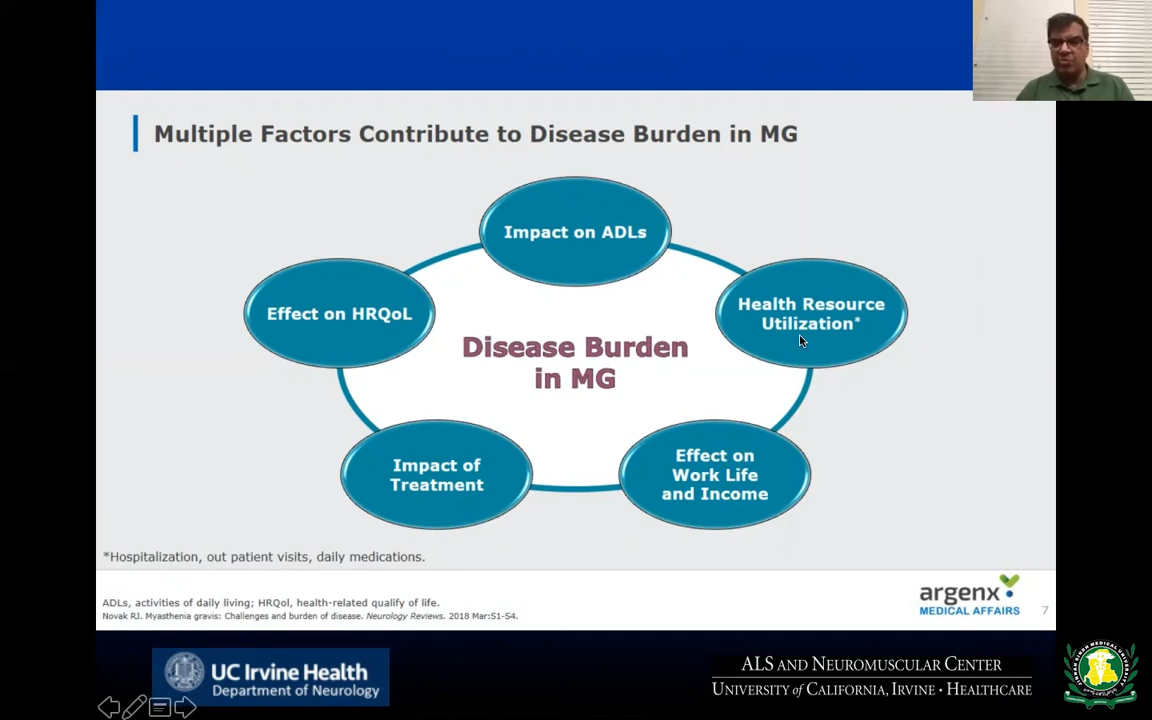 Multiple Factors Contribute to Disease Burden in MG
Impact on ADLs
Effect on HRQoL
Health Resource
Utilization*
Disease Burden
in MG
Impact of
Treatment
Effect on
Work Life
and Income
*Hospitalization, out patient visits, daily medications.
ADLs, activities of daily living; HRQol, health-related qualify of life.
Novak RJ. Myasthenia gravis: Challenges and burden of disease. Neurology Reviews. 2018 Mar:S1-S4.
argenx
MEDICAL AFFAIRS
7
UC Irvine Health
Department of Neurology
ALS AND NEUROMUSCULAR CENTER
UNIVERSITY of CALIFORNIA, IRVINE • HEALTHCARE